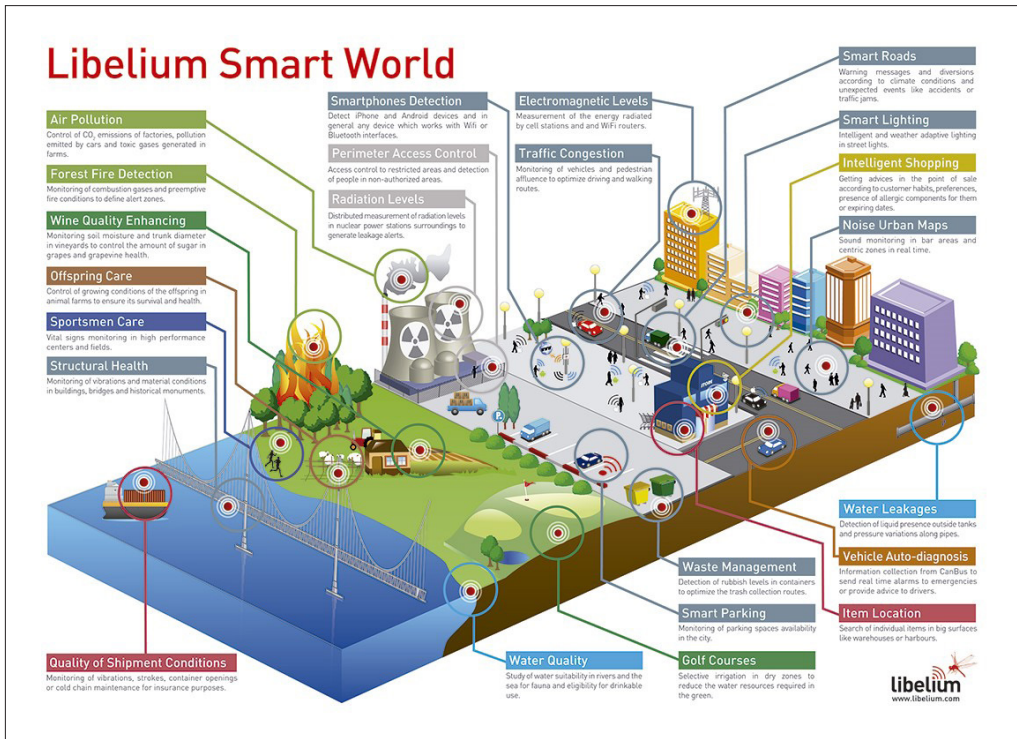 Libelium Smart World
Air Pollution
Control of CO₂ emissions of factories, pollution
emitted by cars and toxic gases generated in
farms.
Forest Fire Detection
Monitoring of combustion gases and preemptive
fire conditions to define alert zones.
Wine Quality Enhancing
Monitoring soil moisture and trunk diameter
in vineyards to control the amount of sugar in
grapes and grapevine health.
Offspring Care
Control of growing conditions of the offspring in
animal farms to ensure its survival and health.
Sportsmen Care
Vital signs monitoring in high performance
centers and fields.
Structural Health
Monitoring of vibrations and material conditions
in buildings, bridges and historical monuments.
Quality of Shipment Conditions
Monitoring of vibrations, strokes, container openings
or cold chain maintenance for insurance purposes.
Smartphones Detection
Detect iPhone and Android devices and in
general any device which works with Wifi or
Bluetooth interfaces.
Perimeter Access Control
Access control to restricted areas and detection
of people in non-authorized areas.
Radiation Levels
Distributed measurement of radiation levels
in nuclear power stations surroundings to
generate leakage alerts.
Electromagnetic Levels
Measurement of the energy radiated
by cell stations and and WiFi routers.
Traffic Congestion
Monitoring of vehicles and pedestrian
affluence to optimize driving and walking
routes.
Smart Roads
Warning messages and diversions
according to climate conditions and
unexpected events like accidents or
traffic jams.
Smart Lighting
Intelligent and weather adaptive lighting
in street lights.
Intelligent Shopping
Getting advices in the point of sale
according to customer habits, preferences,
presence of allergic components for them
or expiring dates.
Noise Urban Maps
Sound monitoring in bar areas and
centric zones in real time.
STORE
P
Water Leakages
Detection of liquid presence outside tanks
and pressure variations along pipes.
Vehicle Auto-diagnosis
Information collection from CanBus to
send real time alarms to emergencies
or provide advice to drivers.
Item Location
Search of individual items in big surfaces
like warehouses or harbours.
Waste Management
Detection of rubbish levels in containers
to optimize the trash collection routes.
Smart Parking
Monitoring of parking spaces availability
in the city.
Golf Courses
Selective irrigation in dry zones to
reduce the water resources required in
the green.
Water Quality
Study of water suitability in rivers and the
sea for fauna and eligibility for drinkable
use.
libelium
www.libelium.com